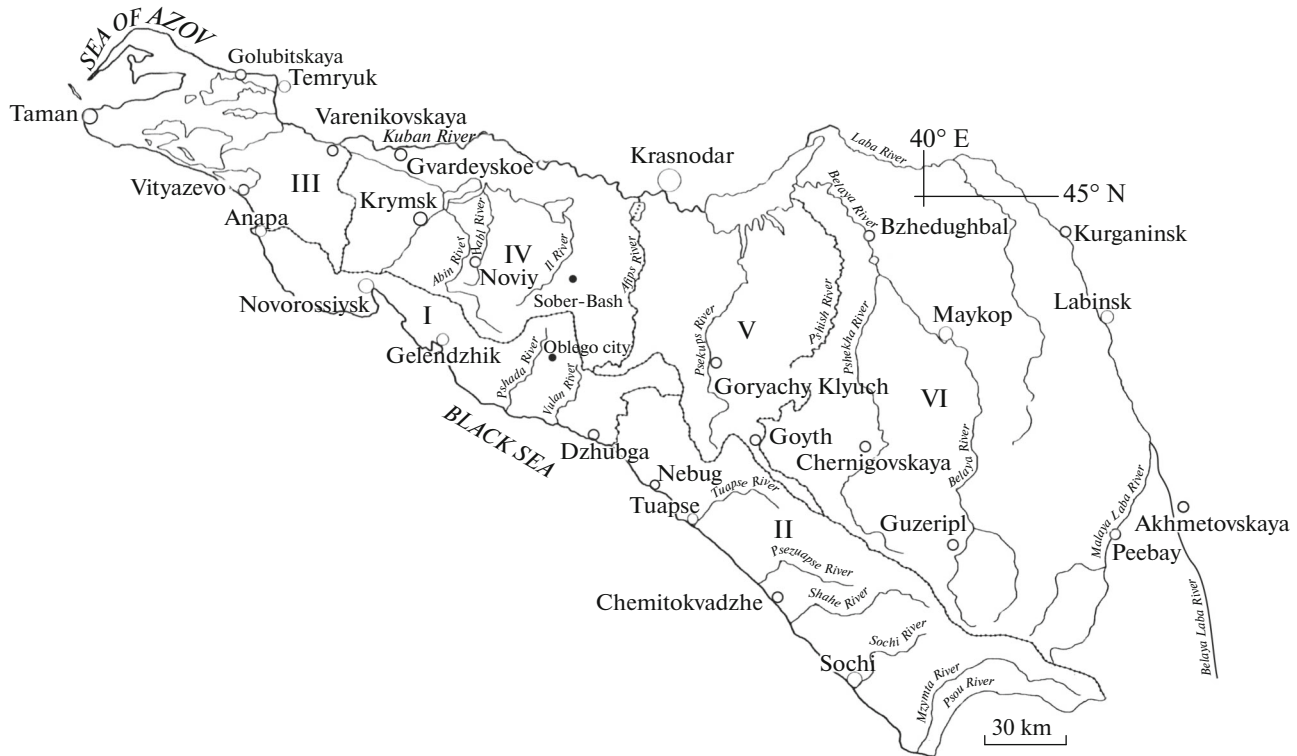 SEA OF AZOV
Golubitskaya
Temryuk
Taman
Varenikovskaya
Kuban River
Gvardeyskoe
Krasnodar
Laba River
40° E
45° N
Vityazevo
III
Krymsk
Anapa
Abin River
Habl River
IV
Noviy
Il River
Sober-Bash
Afips River
Belaya River
Bzhedughbal
Kurganinsk
Novorossiysk
I
Gelendzhik
Pshada River
Oblego city
Vulan River
Psekups River
V
Pshish River
Pshekha River
Maykop
Labinsk
Goryachy Klyuch
VI
BLACK SEA
Dzhubga
Goyth
Chernigovskaya
Belaya River
Nebug
Tuapse River
Tuapse
II
Guzeripl
Malaya Laba River
Akhmetovskaya
Peebay
Psezuapse River
Chemitokvadzhe
Shahe River
Sochi River
Sochi
Mzymta River
Psou River
Belaya Laba River
30 km